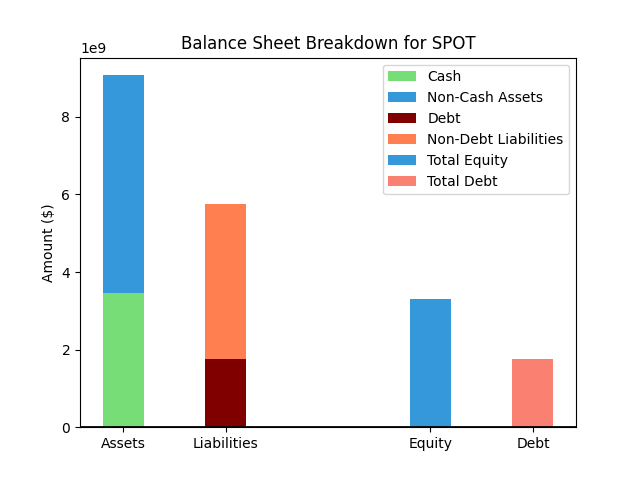 Balance Sheet Breakdown for SPOT
1e9
Cash
Non-Cash Assets
Debt
Non-Debt Liabilities
Total Equity
Total Debt
Amount ($)
8
6
4
2
0
Assets Liabilities Equity Debt